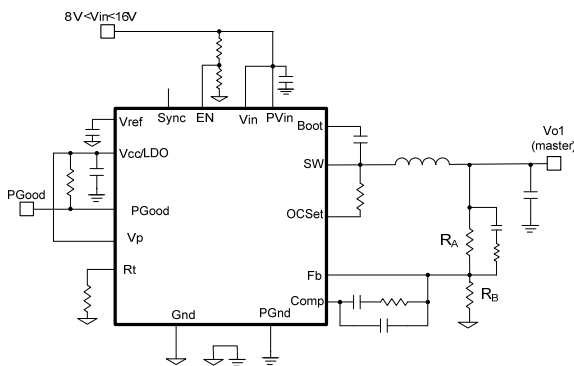 8V<Vin<16V
Sync EN Vin PVin
Vref
Boot
Vo1
(master)
Vcc/LDO
SW
PGood
PGood
OCSet
Vp
RA
Rt
Fb
Comp
RB
Gnd PGnd